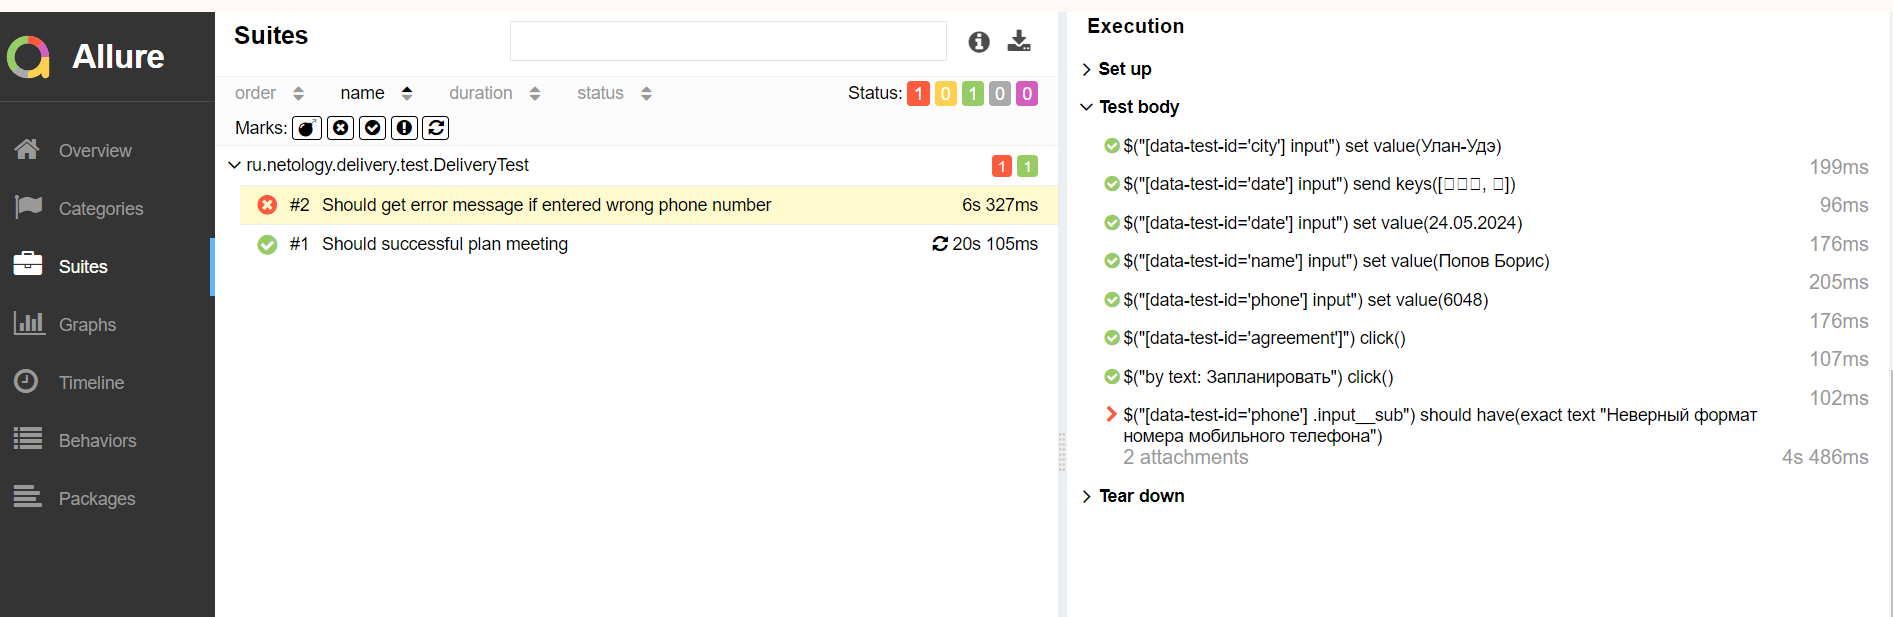 Allure
Overview
Categories
Suites
Graphs
Timeline
Behaviors
Packages
Suites
order name duration status Status: 1 0 1 0 0
Marks:
ru.netology.delivery.test.DeliveryTest 1 1
#2 Should get error message if entered wrong phone number 6s 327ms
#1 Should successful plan meeting 20s 105ms
Execution
Set up
Test body
$("[data-test-id='city'] input") set value(Улан-Удэ)
199ms
$("[data-test-id='date'] input") send keys([▯▯▯, ▯])
96ms
$("[data-test-id='date'] input") set value(24.05.2024)
176ms
$("[data-test-id='name'] input") set value(Попов Борис)
205ms
$("[data-test-id='phone'] input") set value(6048)
176ms
$("[data-test-id='agreement']") click()
107ms
$("by text: Запланировать") click()
102ms
$("[data-test-id='phone'] .input__sub") should have(exact text "Неверный формат
номера мобильного телефона")
2 attachments 4s 486ms
Tear down